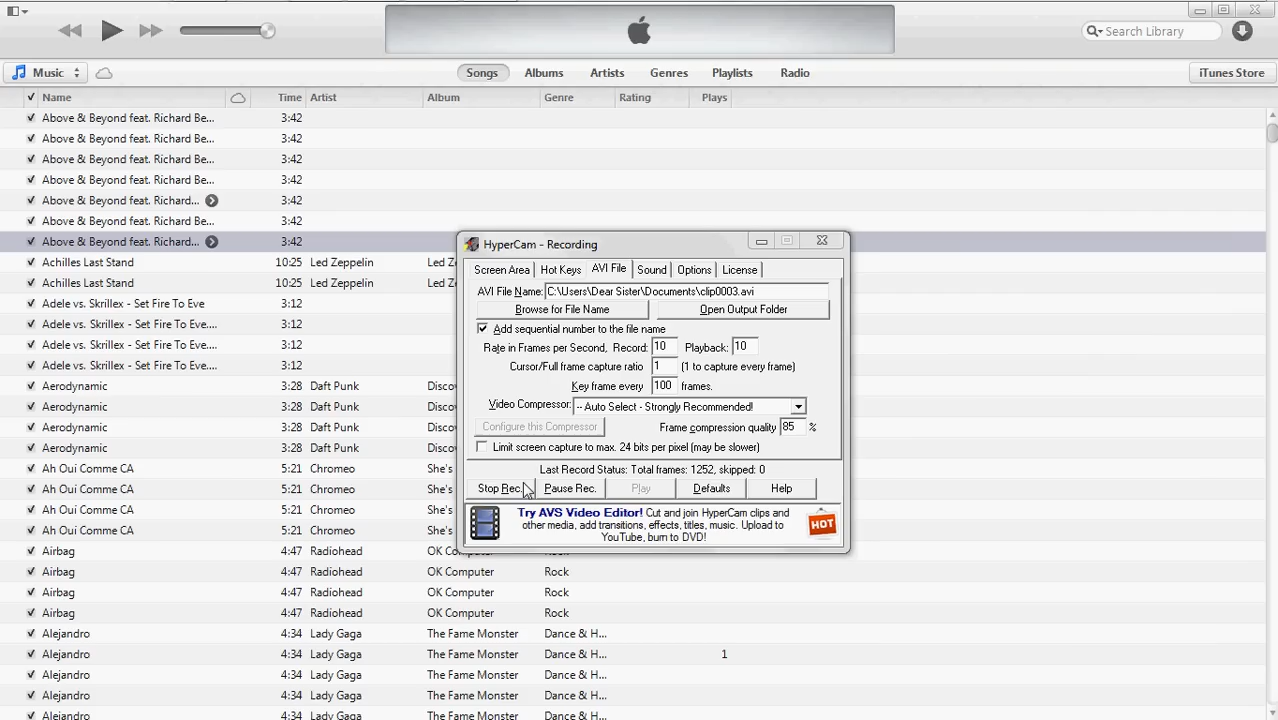 Search Library
Music
Songs Albums Artists Genres Playlists Radio
iTunes Store
Name Time Artist Album Genre Rating Plays
Above & Beyond feat. Richard Be... 3:42
Above & Beyond feat. Richard Be... 3:42
Above & Beyond feat. Richard Be... 3:42
Above & Beyond feat. Richard Be... 3:42
Above & Beyond feat. Richard... 3:42
Above & Beyond feat. Richard Be... 3:42
Above & Beyond feat. Richard... 3:42
Achilles Last Stand 10:25 Led Zeppelin Led Z
Achilles Last Stand 10:25 Led Zeppelin Led Z
Adele vs. Skrillex - Set Fire To Eve 3:12
Adele vs. Skrillex - Set Fire To Eve... 3:12
Adele vs. Skrillex - Set Fire To Eve... 3:12
Adele vs. Skrillex - Set Fire To Eve... 3:12
Aerodynamic 3:28 Daft Punk Discov
Aerodynamic 3:28 Daft Punk Discov
Aerodynamic 3:28 Daft Punk Discov
Aerodynamic 3:28 Daft Punk Discov
Ah Oui Comme CA 5:21 Chromeo She's
Ah Oui Comme CA 5:21 Chromeo She's
Ah Oui Comme CA 5:21 Chromeo She's
Ah Oui Comme CA 5:21 Chromeo She's
Airbag 4:47 Radiohead OK Computer Rock
Airbag 4:47 Radiohead OK Computer Rock
Airbag 4:47 Radiohead OK Computer Rock
Airbag 4:47 Radiohead OK Computer Rock
Alejandro 4:34 Lady Gaga The Fame Monster Dance & H...
Alejandro 4:34 Lady Gaga The Fame Monster Dance & H... 1
Alejandro 4:34 Lady Gaga The Fame Monster Dance & H...
Alejandro 4:34 Lady Gaga The Fame Monster Dance & H...
Alejandro 4:34 Lady Gaga The Fame Monster Dance & H...
HyperCam - Recording
Screen Area Hot Keys AVI File Sound Options License
AVI File Name: C:\Users\Dear Sister\Documents\clip0003.avi
Browse for File Name Open Output Folder
Add sequential number to the file name
Rate in Frames per Second, Record: 10 Playback: 10
Cursor/Full frame capture ratio 1 (1 to capture every frame)
Key frame every 100 frames.
Video Compressor: -- Auto Select - Strongly Recommended!
Configure this Compressor Frame compression quality 85 %
Limit screen capture to max. 24 bits per pixel (may be slower)
Last Record Status: Total frames: 1252, skipped: 0
Stop Rec. Pause Rec. Play Defaults Help
Try AVS Video Editor! Cut and join HyperCam clips and
other media, add transitions, effects, titles, music. Upload to
YouTube, burn to DVD!
HOT